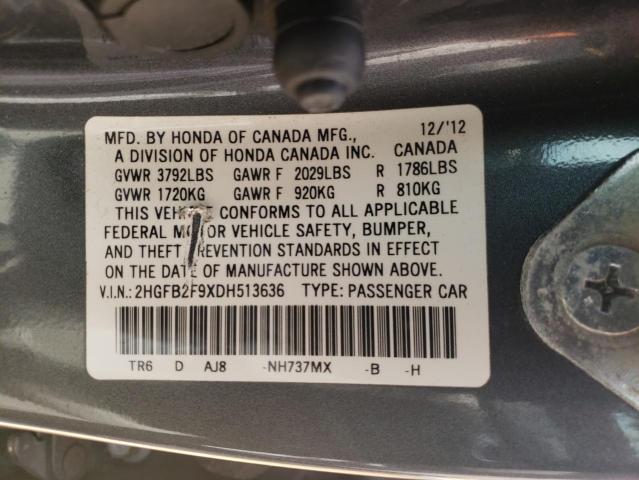 MFD. BY HONDA OF CANADA MFG., 12/'12
A DIVISION OF HONDA CANADA INC. CANADA
GVWR 3792LBS GAWR F 2029LBS R 1786LBS
GVWR 1720KG GAWR F 920KG R 810KG
THIS VEHICLE CONFORMS TO ALL APPLICABLE
FEDERAL MOTOR VEHICLE SAFETY, BUMPER,
AND THEFT PREVENTION STANDARDS IN EFFECT
ON THE DATE OF MANUFACTURE SHOWN ABOVE.
V.I.N.: 2HGFB2F9XDH513636 TYPE: PASSENGER CAR
TR6 D AJ8 -NH737MX -B -H